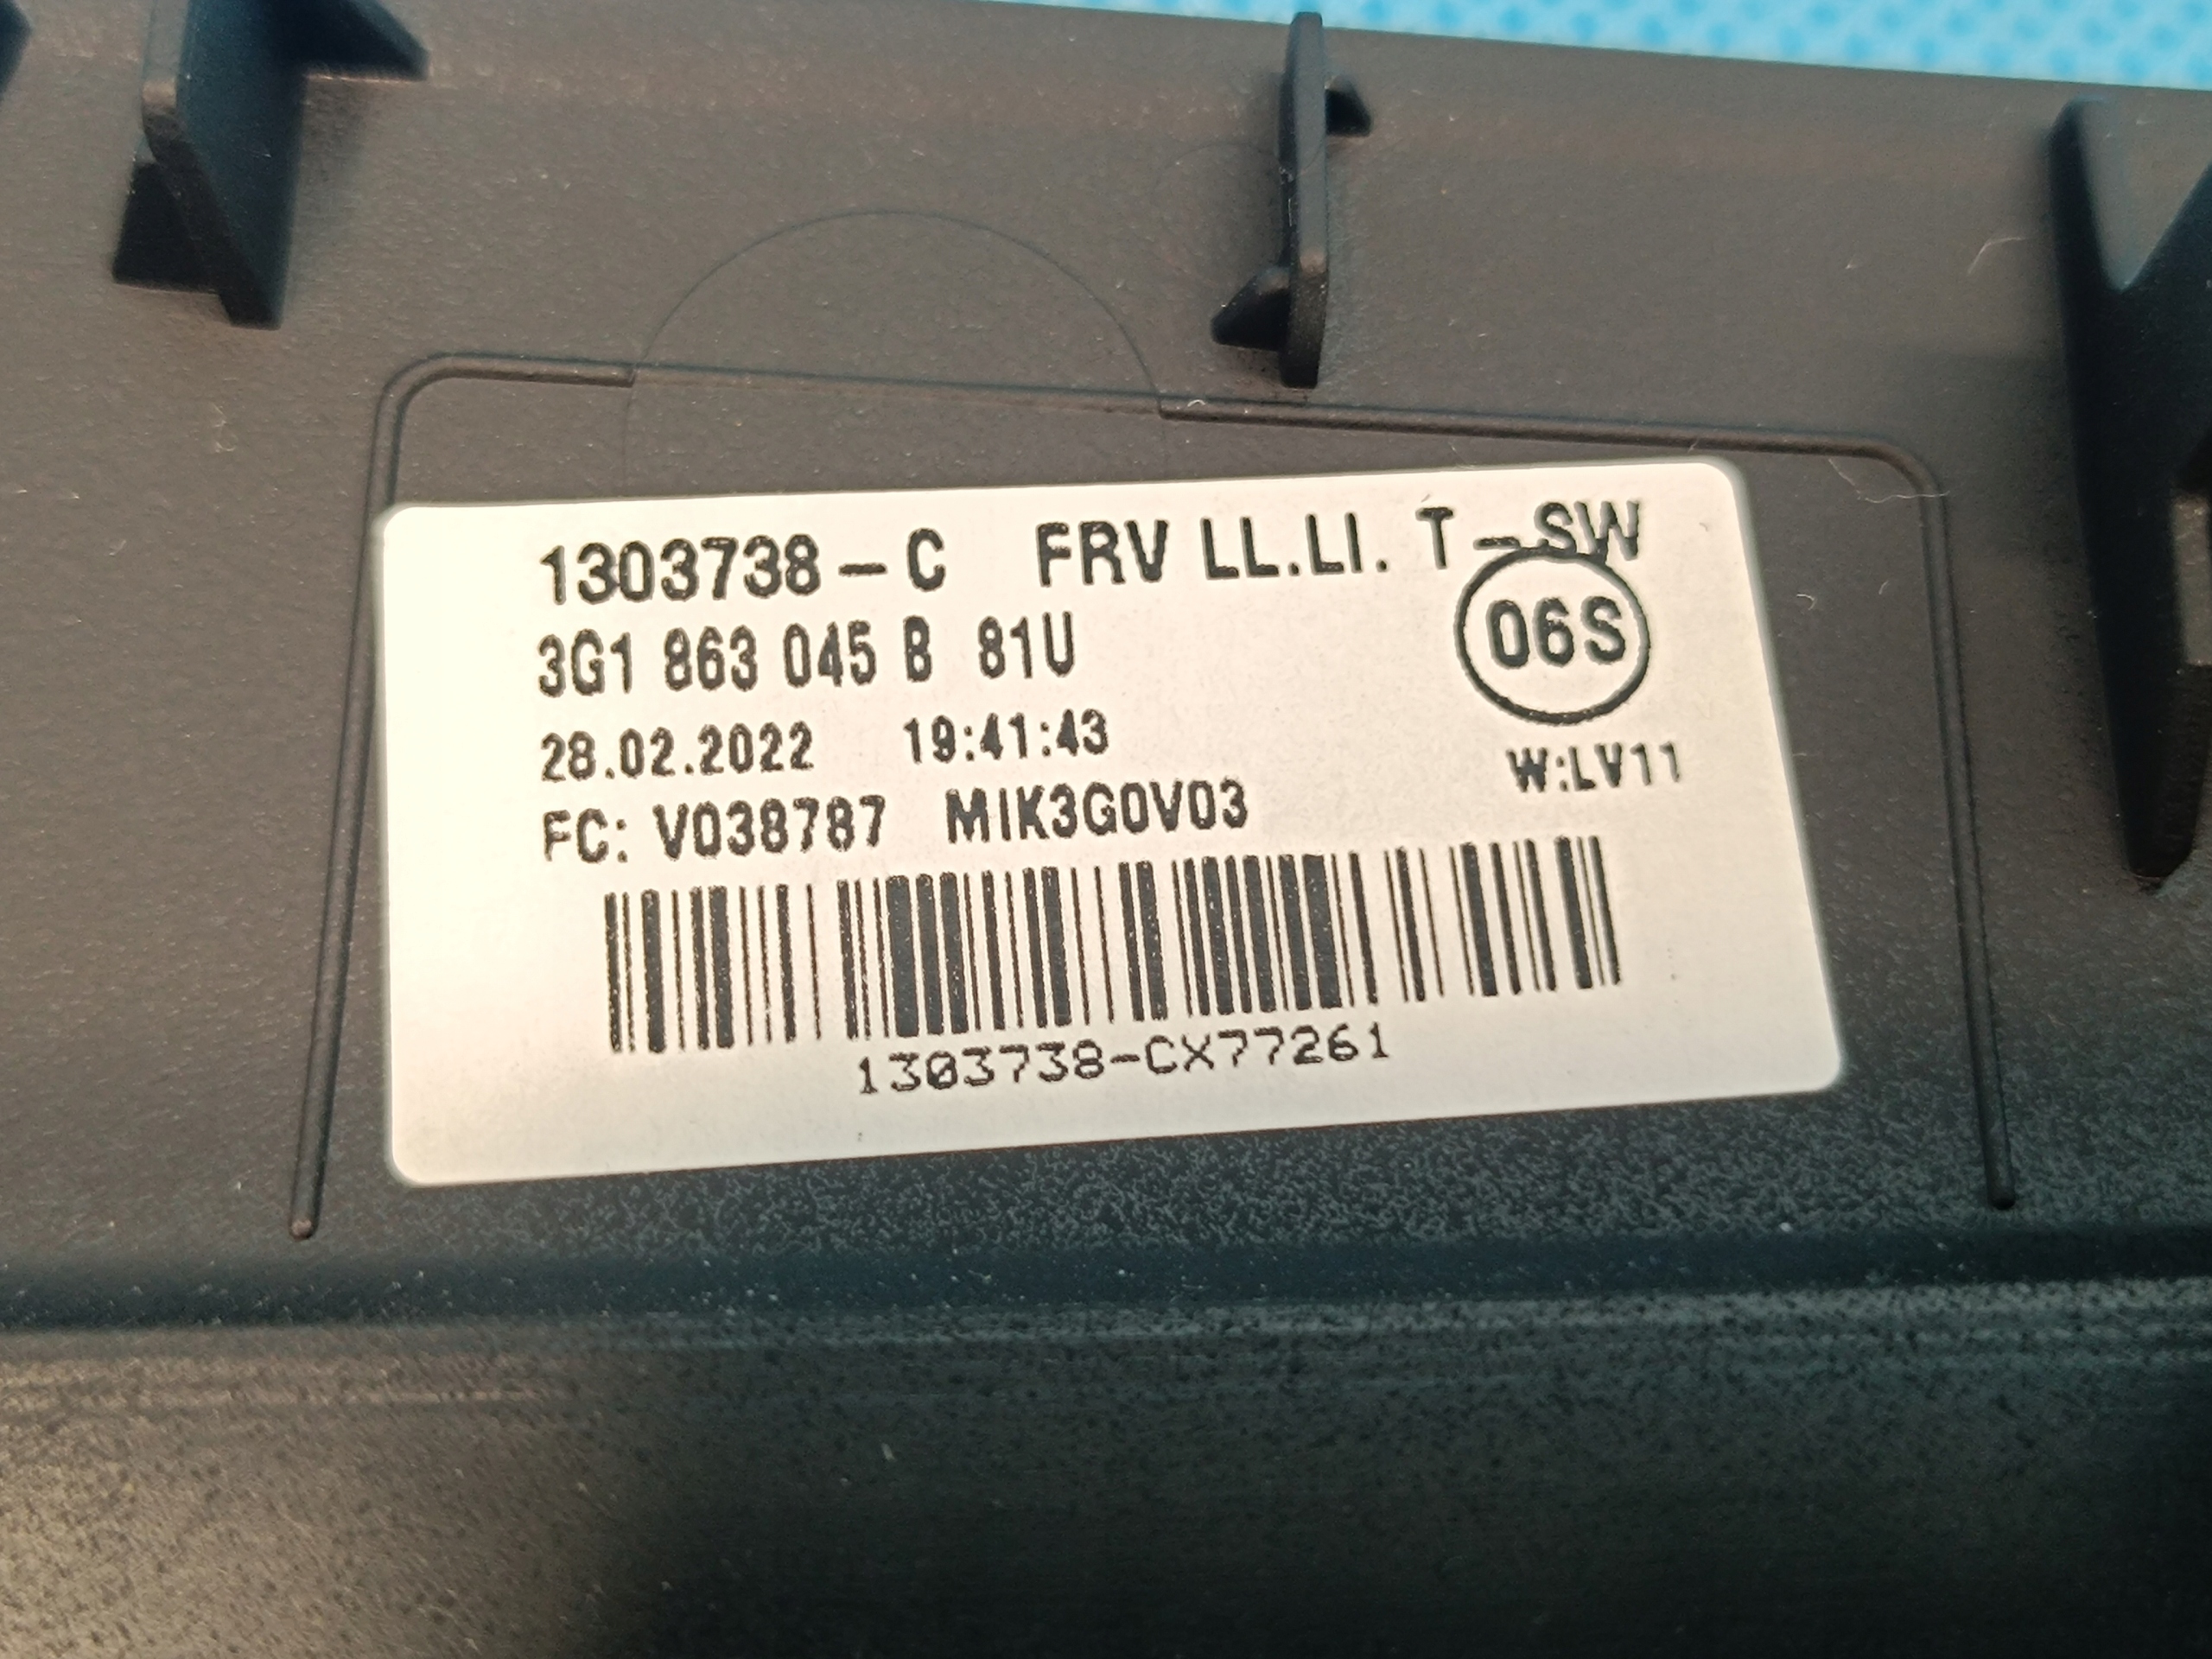 1303738-C FRV LL.LI. T-SW
3G1 863 045 B 81U
06S
28.02.2022 19:41:43
W:LV11
FC: V038787 MIK3G0V03
1303738-CX77261